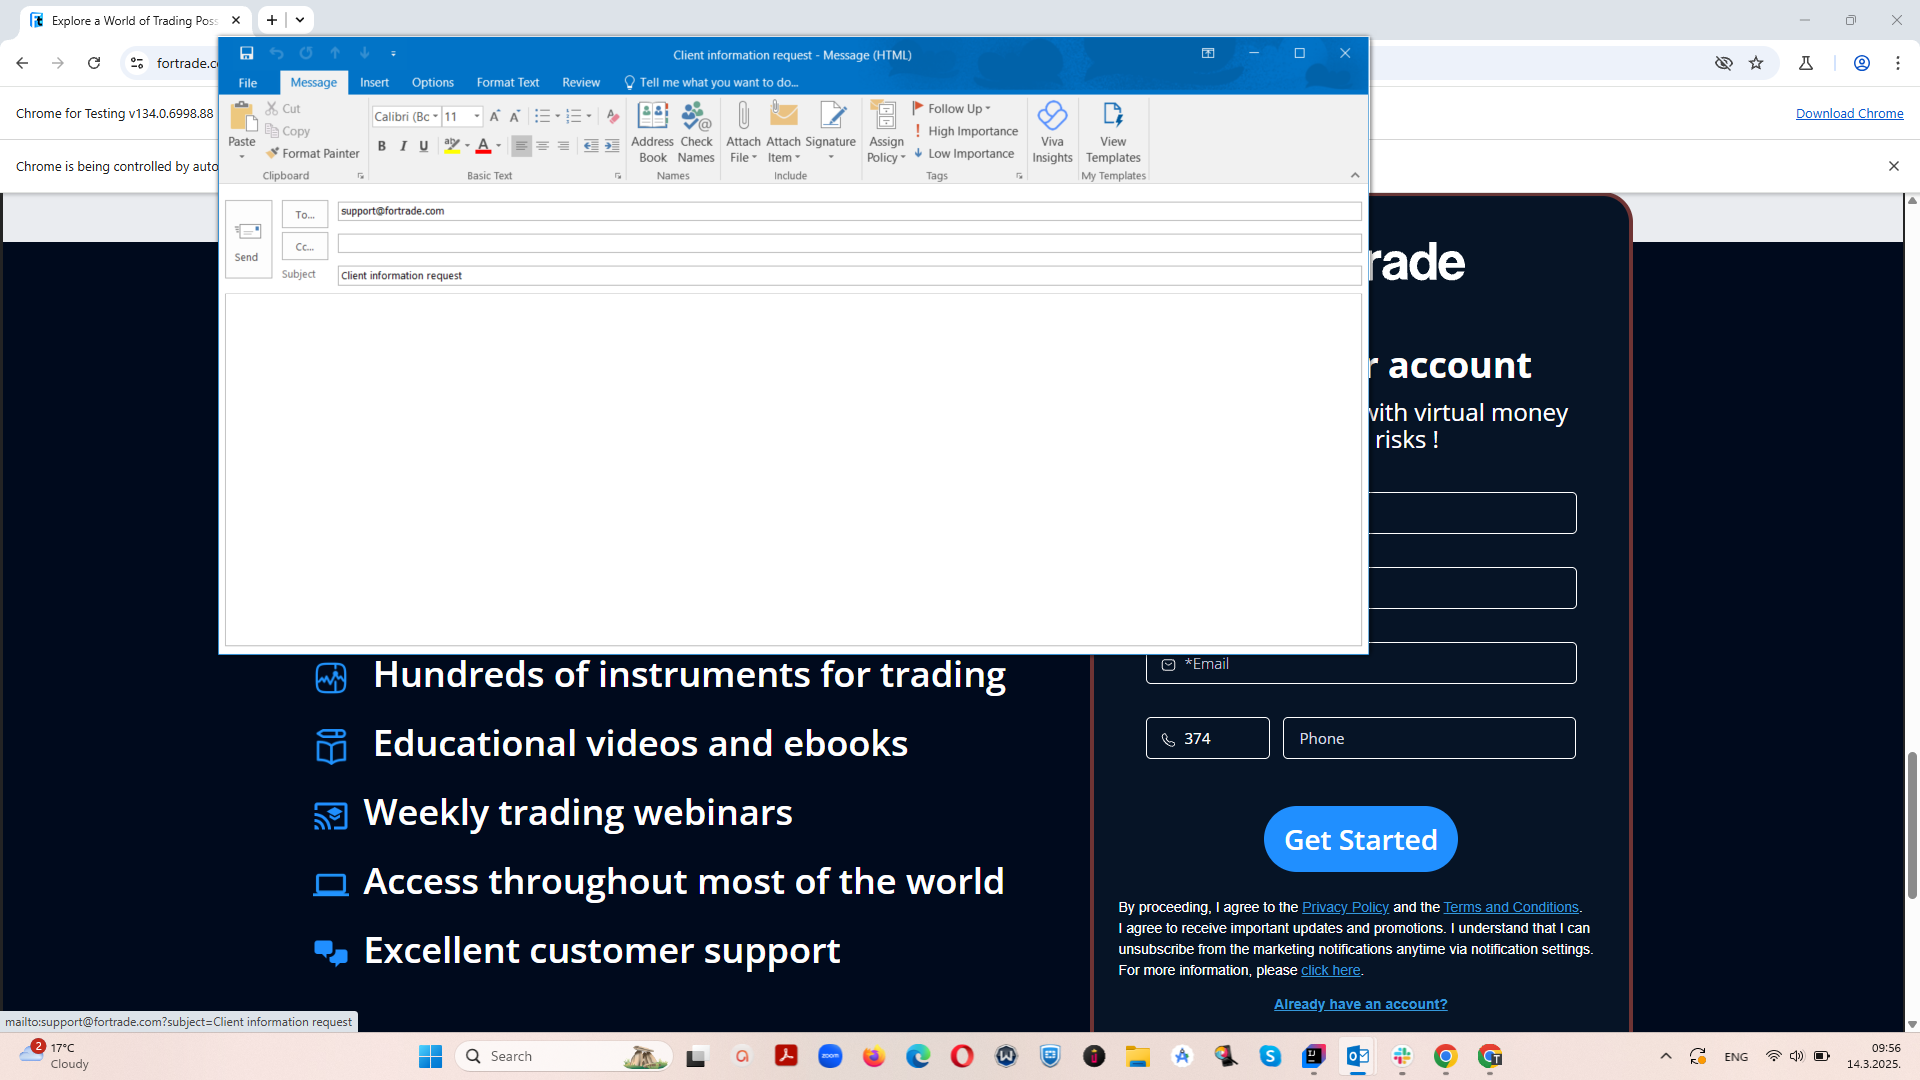 Explore a World of Trading Poss
fortrade.c
Chrome for Testing v134.0.6998.88
Download Chrome
Chrome is being controlled by auto
Client information request - Message (HTML)
File
Message
Insert
Options
Format Text
Review
Tell me what you want to do...
Paste
Cut
Copy
Format Painter
Clipboard
Calibri (Bc
11
B I U
A
Basic Text
Address
Book
Check
Names
Names
Attach
File
Attach
Item
Signature
Include
Assign
Policy
Follow Up
High Importance
Low Importance
Tags
Viva
Insights
View
Templates
My Templates
Send
To...
support@fortrade.com
Cc...
Subject
Client information request
rade
r account
with virtual money
risks !
*Email
374
Phone
Get Started
By proceeding, I agree to the Privacy Policy and the Terms and Conditions.
I agree to receive important updates and promotions. I understand that I can
unsubscribe from the marketing notifications anytime via notification settings.
For more information, please click here.
Already have an account?
Hundreds of instruments for trading
Educational videos and ebooks
Weekly trading webinars
Access throughout most of the world
Excellent customer support
mailto:support@fortrade.com?subject=Client information request
2
17°C
Cloudy
Search
zoom
ENG
09:56
14.3.2025.